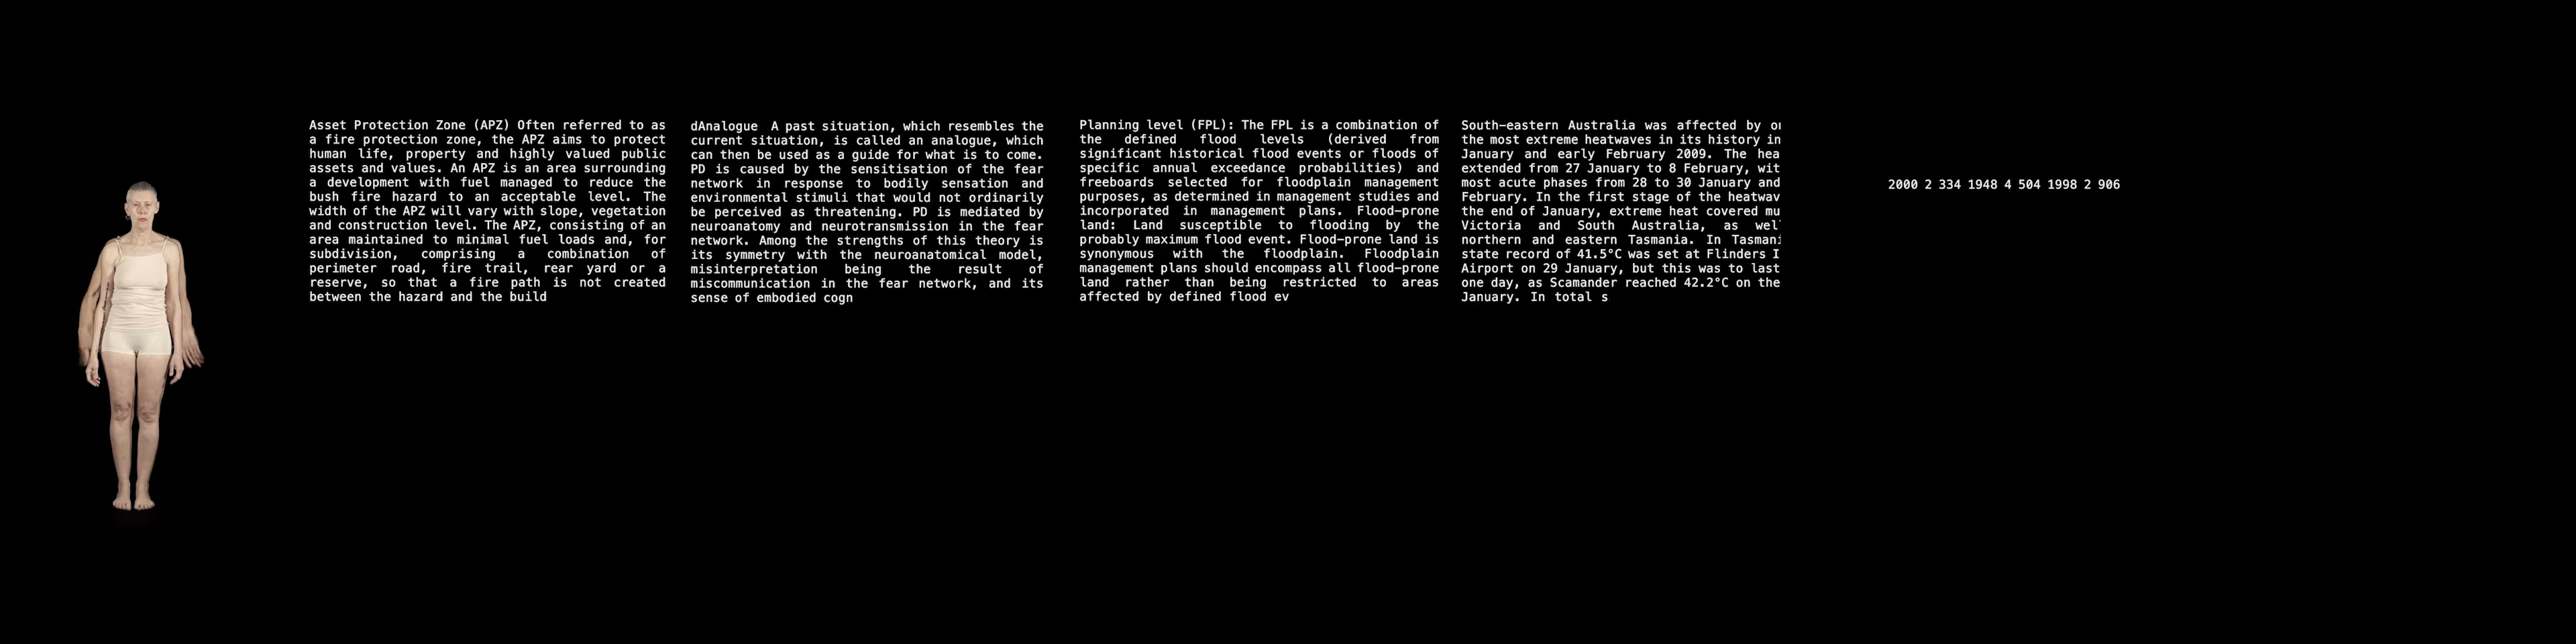 Asset Protection Zone (APZ) Often referred to as
a fire protection zone, the APZ aims to protect
human life, property and highly valued public
assets and values. An APZ is an area surrounding
a development with fuel managed to reduce the
bush fire hazard to an acceptable level. The
width of the APZ will vary with slope, vegetation
and construction level. The APZ, consisting of an
area maintained to minimal fuel loads and, for
subdivision, comprising a combination of
perimeter road, fire trail, rear yard or a
reserve, so that a fire path is not created
between the hazard and the build
dAnalogue A past situation, which resembles the
current situation, is called an analogue, which
can then be used as a guide for what is to come.
PD is caused by the sensitisation of the fear
network in response to bodily sensation and
environmental stimuli that would not ordinarily
be perceived as threatening. PD is mediated by
neuroanatomy and neurotransmission in the fear
network. Among the strengths of this theory is
its symmetry with the neuroanatomical model,
misinterpretation being the result of
miscommunication in the fear network, and its
sense of embodied cogn
Planning level (FPL): The FPL is a combination of
the defined flood levels (derived from
significant historical flood events or floods of
specific annual exceedance probabilities) and
freeboards selected for floodplain management
purposes, as determined in management studies and
incorporated in management plans. Flood-prone
land: Land susceptible to flooding by the
probably maximum flood event. Flood-prone land is
synonymous with the floodplain. Floodplain
management plans should encompass all flood-prone
land rather than being restricted to areas
affected by defined flood ev
South-eastern Australia was affected by
the most extreme heatwaves in its history in
January and early February 2009. The hea
extended from 27 January to 8 February, wit
most acute phases from 28 to 30 January and
February. In the first stage of the heatwav
the end of January, extreme heat covered mu
Victoria and South Australia, as well
northern and eastern Tasmania. In Tasmani
state record of 41.5°C was set at Flinders I
Airport on 29 January, but this was to last
one day, as Scamander reached 42.2°C on the
January. In total s
2000 2 334 1948 4 504 1998 2 906